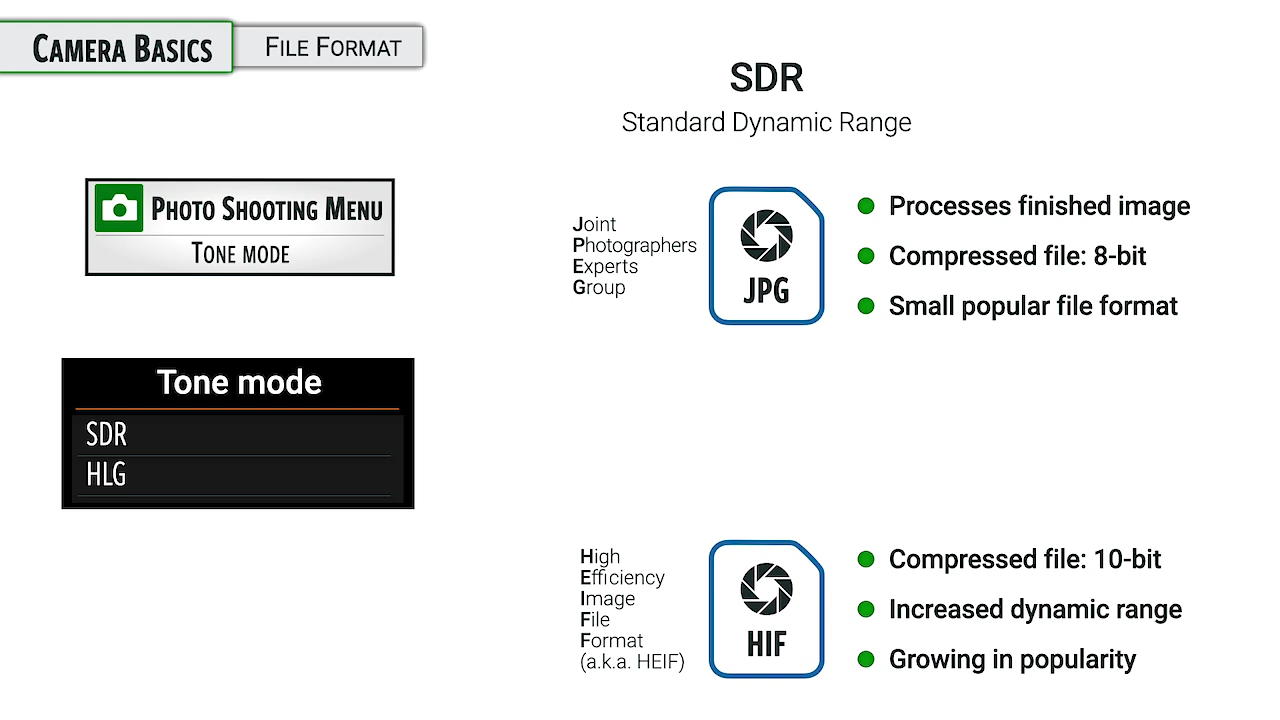 CAMERA BASICS
FILE FORMAT
SDR
Standard Dynamic Range
PHOTO SHOOTING MENU
TONE MODE
Joint
Photographers
Experts
Group
JPG
Processes finished image
Compressed file: 8-bit
Small popular file format
Tone mode
SDR
HLG
High
Efficiency
Image
File
Format
(a.k.a. HEIF)
HIF
Compressed file: 10-bit
Increased dynamic range
Growing in popularity